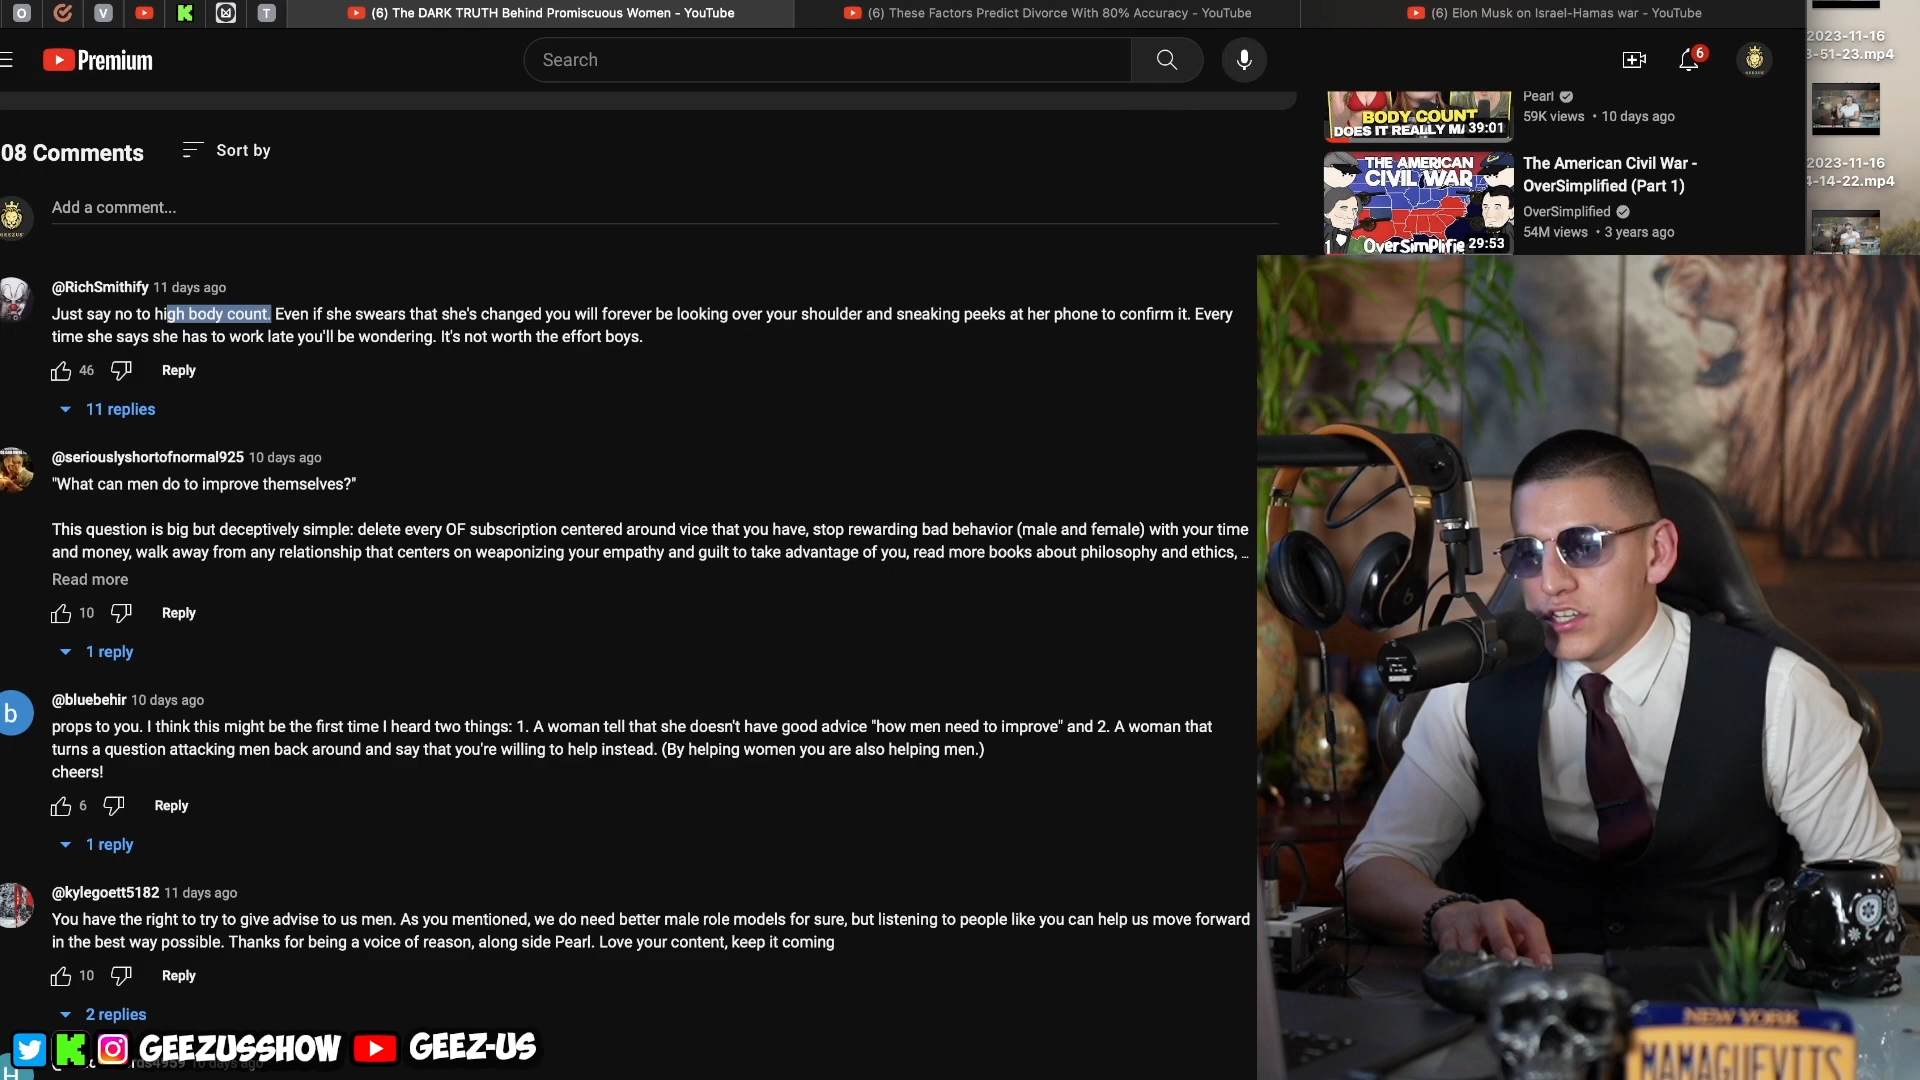 O
V
K
T
(6) The DARK TRUTH Behind Promiscuous Women - YouTube
(6) These Factors Predict Divorce With 80% Accuracy - YouTube
(6) Elon Musk on Israel-Hamas war - YouTube
2023-11-16
3-51-23.mp4
Premium
Search
6
Pearl
59K views • 10 days ago
BODY COUNT
39:01
08 Comments
Sort by
Add a comment...
THE AMERICAN
CIVIL WAR
OverSimplifie
29:53
The American Civil War -
OverSimplified (Part 1)
OverSimplified
54M views • 3 years ago
2023-11-16
4-14-22.mp4
@RichSmithify 11 days ago
Just say no to high body count. Even if she swears that she's changed you will forever be looking over your shoulder and sneaking peeks at her phone to confirm it. Every
time she says she has to work late you'll be wondering. It's not worth the effort boys.
46
Reply
11 replies
@seriouslyshortofnormal925 10 days ago
"What can men do to improve themselves?"
This question is big but deceptively simple: delete every OF subscription centered around vice that you have, stop rewarding bad behavior (male and female) with your time
and money, walk away from any relationship that centers on weaponizing your empathy and guilt to take advantage of you, read more books about philosophy and ethics, ...
Read more
10
Reply
1 reply
b
@bluebehir 10 days ago
props to you. I think this might be the first time I heard two things: 1. A woman tell that she doesn't have good advice "how men need to improve" and 2. A woman that
turns a question attacking men back around and say that you're willing to help instead. (By helping women you are also helping men.)
cheers!
6
Reply
1 reply
@kylegoett5182 11 days ago
You have the right to try to give advise to us men. As you mentioned, we do need better male role models for sure, but listening to people like you can help us move forward
in the best way possible. Thanks for being a voice of reason, along side Pearl. Love your content, keep it coming
10
Reply
2 replies
K GEEZUSSHOW GEEZ-US
NEW YORK